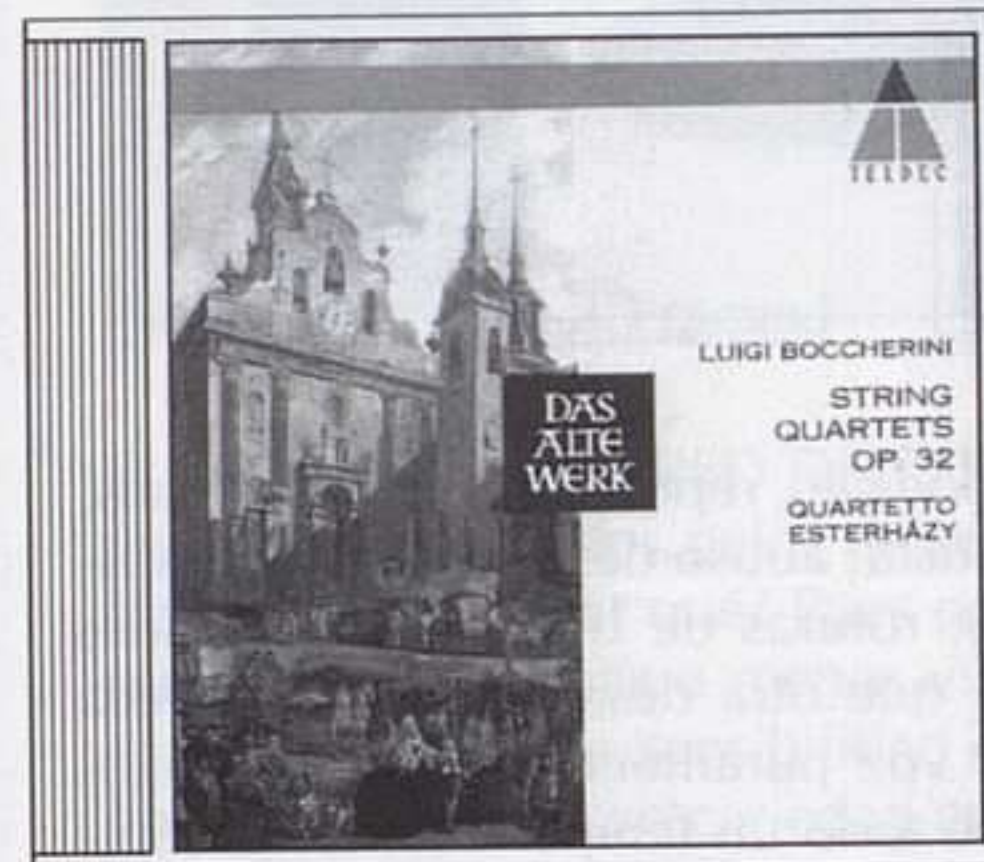 TELDEC
LUIGI BOCCHERINI
STRING
QUARTETS
OP. 32
DAS
ALTE
WERK
QUARTETTO
ESTERHÁZY